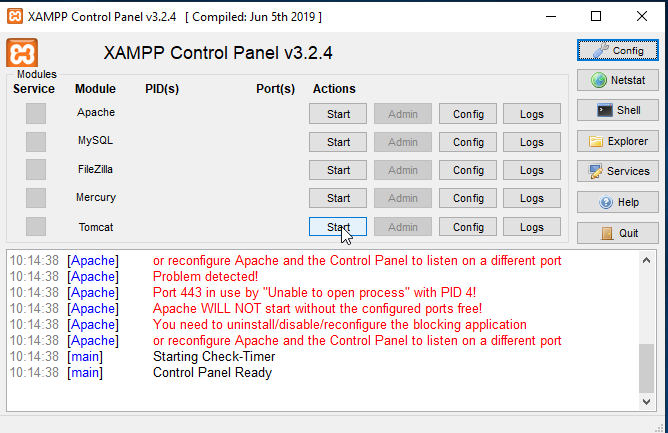 XAMPP Control Panel v3.2.4 [ Compiled: Jun 5th 2019 ]
XAMPP Control Panel v3.2.4
Config
Modules
Service Module PID(s) Port(s) Actions
Netstat
Apache Start Admin Config Logs
Shell
MySQL Start Admin Config Logs
Explorer
FileZilla Start Admin Config Logs
Services
Mercury Start Admin Config Logs
Help
Tomcat Start Admin Config Logs
Quit
10:14:38 [Apache] or reconfigure Apache and the Control Panel to listen on a different port
10:14:38 [Apache] Problem detected!
10:14:38 [Apache] Port 443 in use by "Unable to open process" with PID 4!
10:14:38 [Apache] Apache WILL NOT start without the configured ports free!
10:14:38 [Apache] You need to uninstall/disable/reconfigure the blocking application
10:14:38 [Apache] or reconfigure Apache and the Control Panel to listen on a different port
10:14:38 [main] Starting Check-Timer
10:14:38 [main] Control Panel Ready